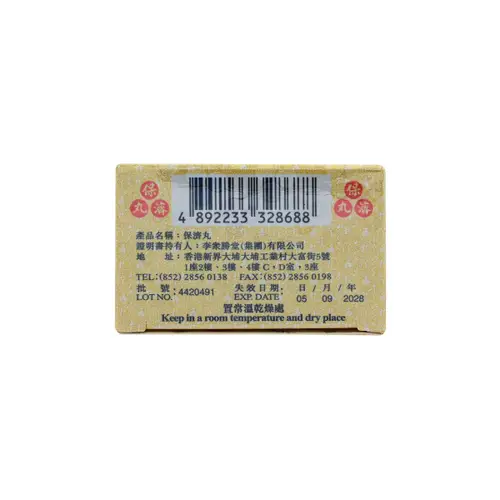 保濟丸
保濟丸
4 892233 328688
產品名稱：保濟丸
證明書持有人：李衆勝堂(集團)有限公司
地 址：香港新界大埔大埔工業村大富街5號
1座2樓、3樓、4樓C，D室，3座
TEL:(852) 2856 0138 FAX:(852) 2856 0198
批 號：
LOT NO.: 4420491
失效日期： 日/月/年
EXP. DATE: 05 09 2028
置常溫乾燥處
Keep in a room temperature and dry place